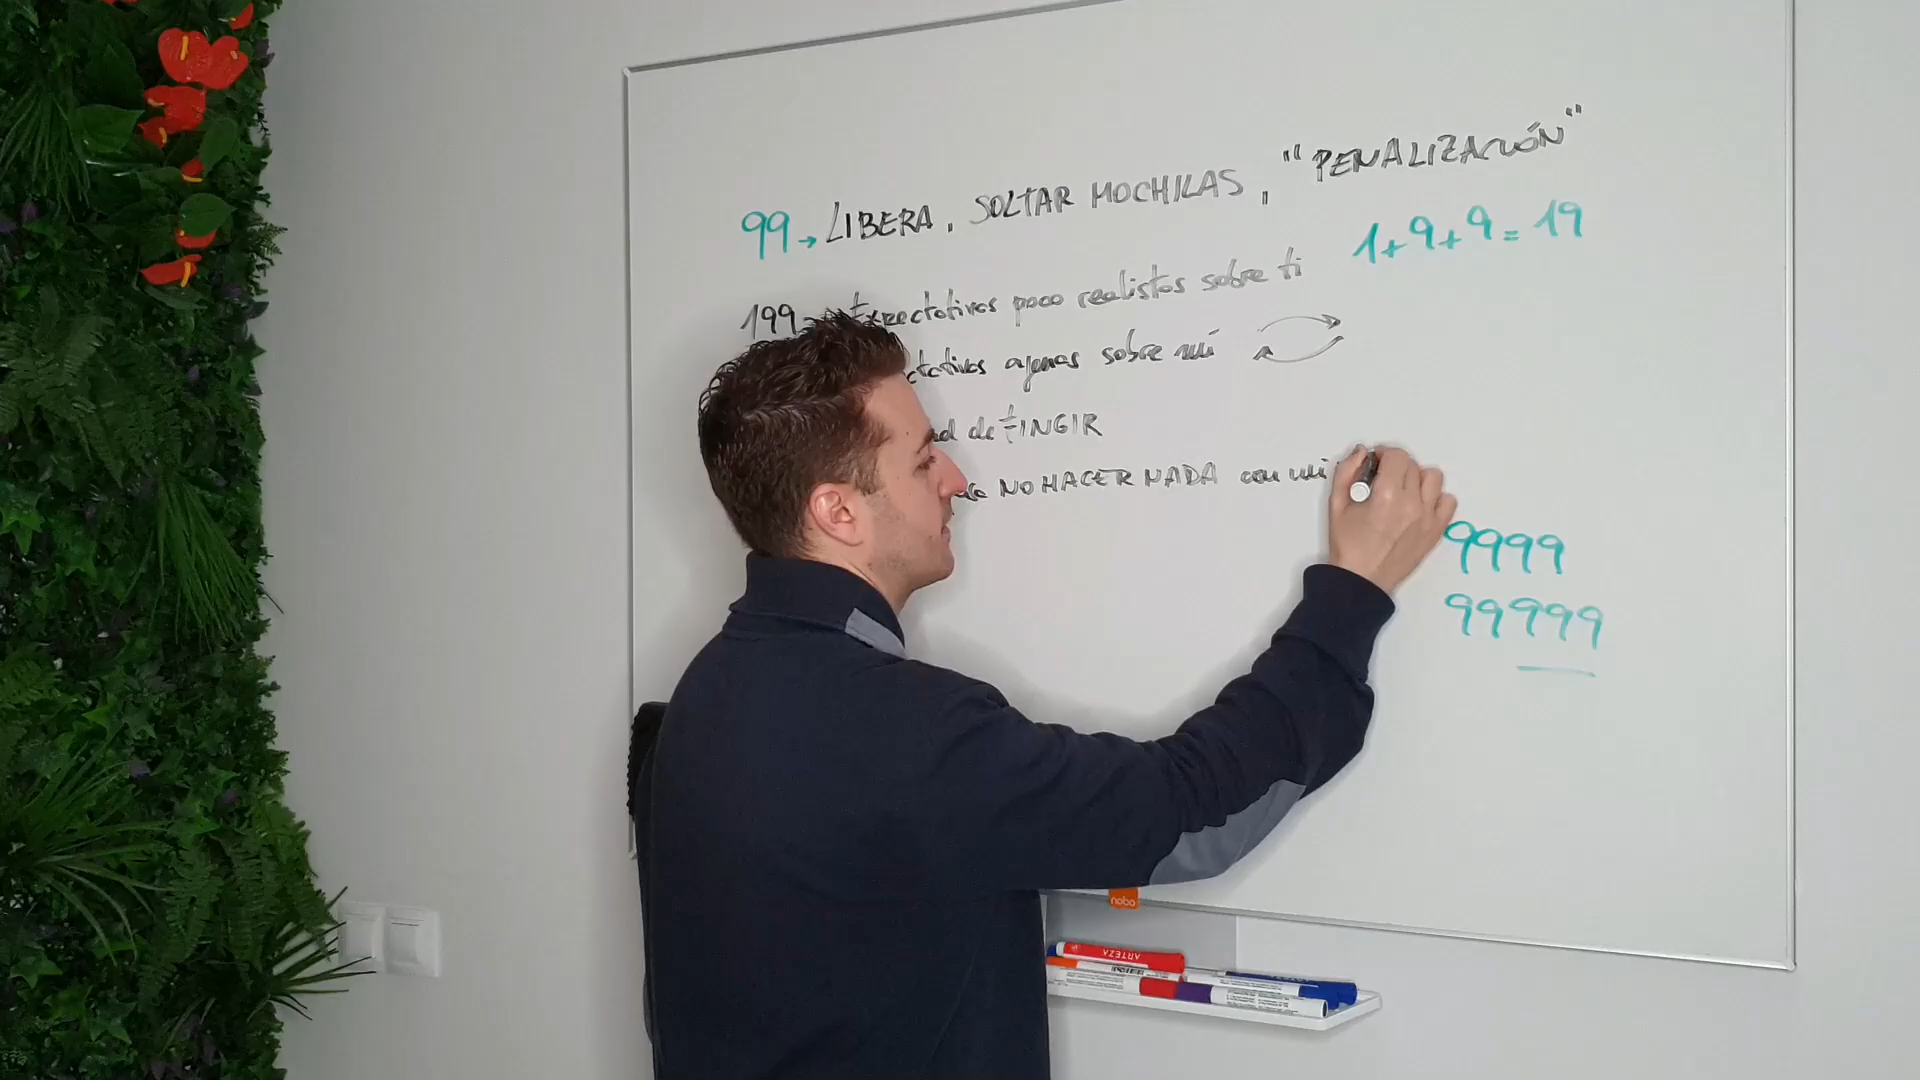 99 → LIBERA, SOLTAR MOCHILAS, "PENALIZACIÓN"
1+9+9=19
199 → Expectativas poco realistas sobre ti
ctativas ajenas sobre mí
ad de FINGIR
NO HACER NADA con mi
9999
99999
nobo
ARTEZA